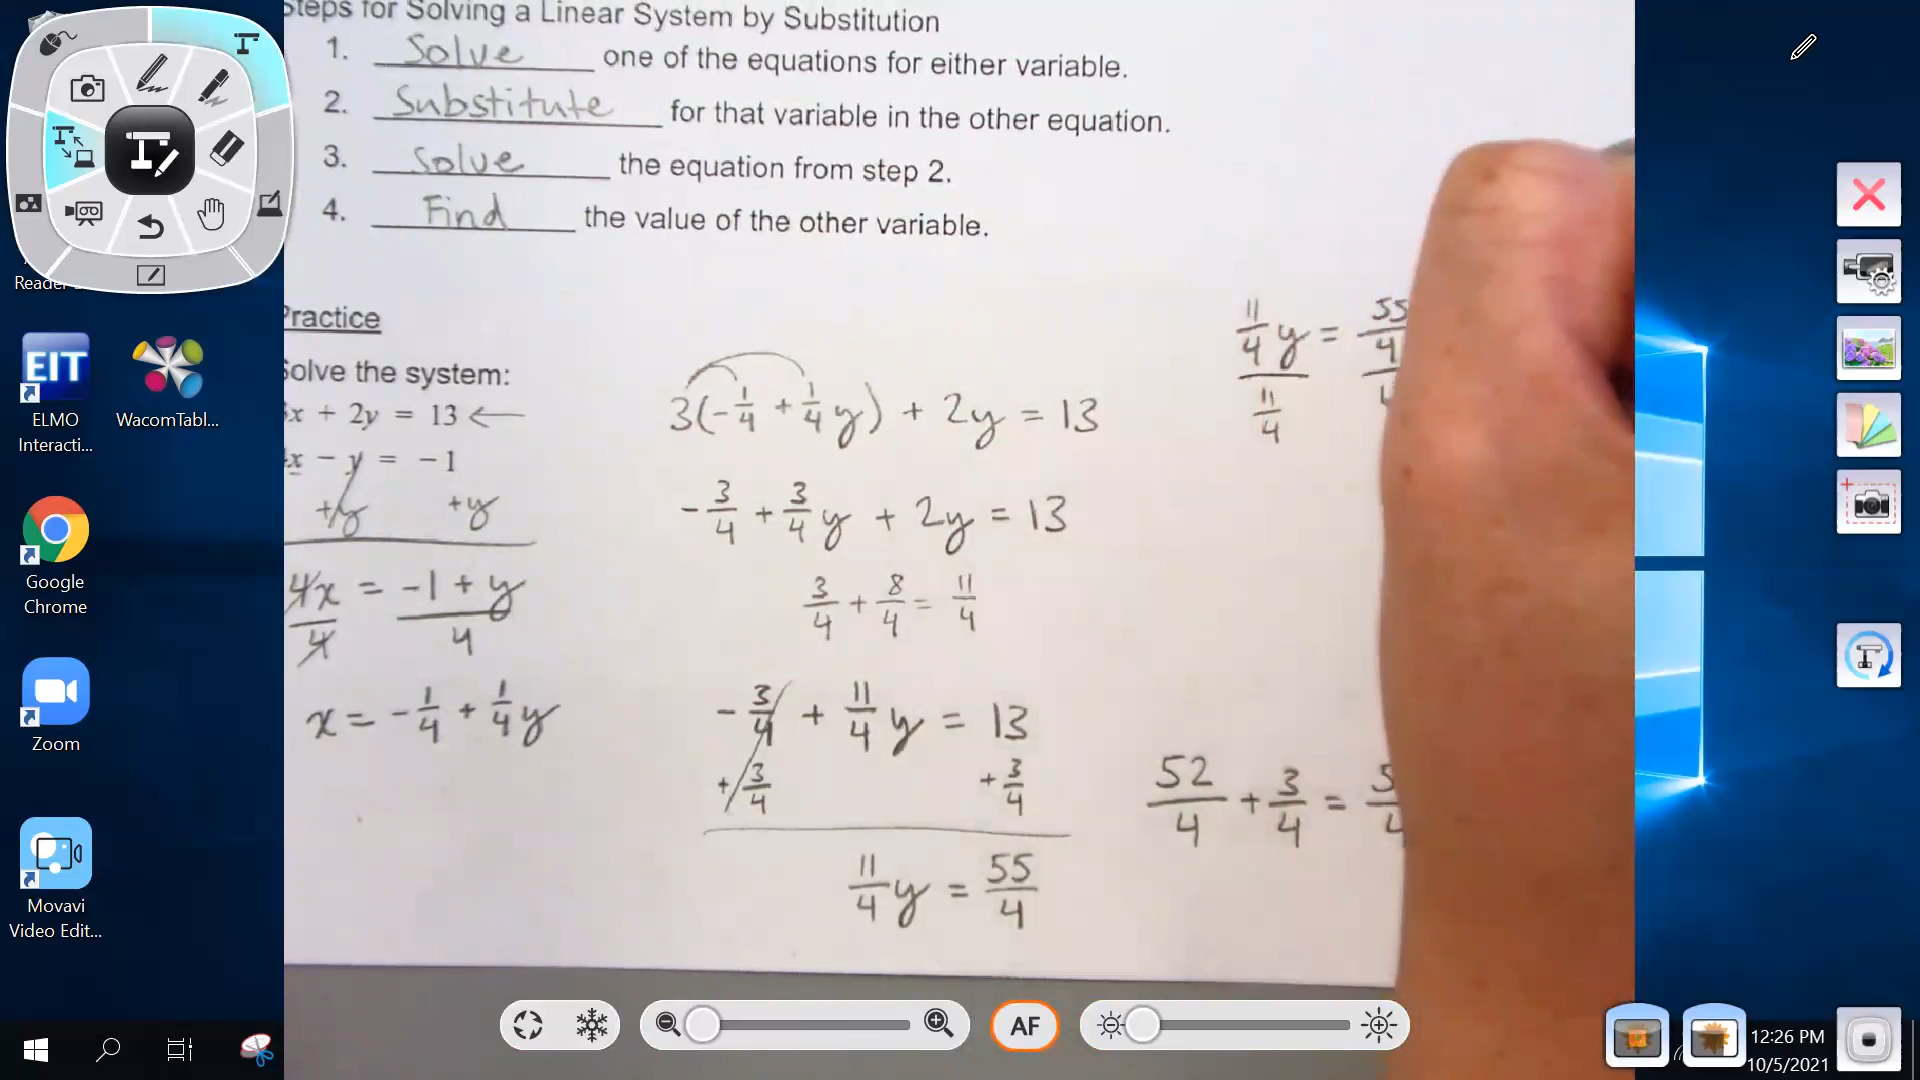 Steps for Solving a Linear System by Substitution
1. Solve one of the equations for either variable.
2. Substitute for that variable in the other equation.
3. Solve the equation from step 2.
4. Find the value of the other variable.
Practice
Solve the system:
x + 2y = 13 ←
x − y = −1
+y +y
4x = -1 + y
4 4
x = -1/4 + 1/4 y
3(-1/4 + 1/4 y) + 2y = 13
-3/4 + 3/4 y + 2y = 13
3/4 + 8/4 = 11/4
-3/4 + 11/4 y = 13
+3/4 +3/4
11/4 y = 55/4
52/4 + 3/4 =
11/4 y = 55/4
11/4
Reader
ELMO
Interacti...
WacomTabl...
Google
Chrome
Zoom
Movavi
Video Edit...
EIT
AF
12:26 PM
10/5/2021